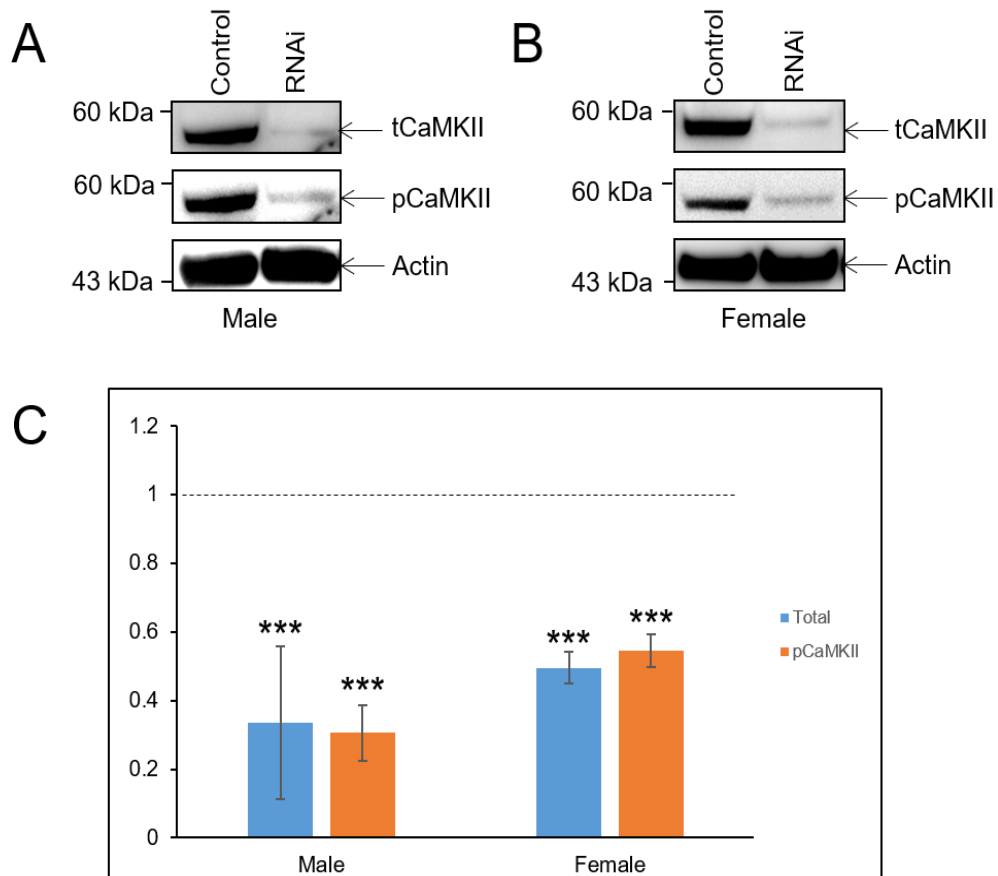 A
Control
RNAi
60 kDa
tCaMKII
60 kDa
pCaMKII
43 kDa
Actin
Male
B
Control
RNAi
60 kDa
tCaMKII
60 kDa
pCaMKII
43 kDa
Actin
Female
C
1.2
1
0.8
0.6
0.4
0.2
0
***
***
***
***
Male
Female
Total
pCaMKII